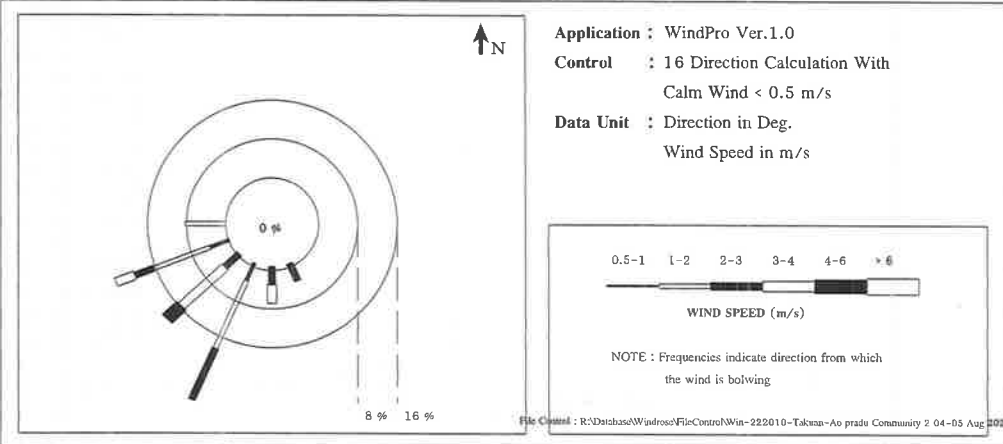 N
0 %
8 % 16 %
Application : WindPro Ver.1.0
Control : 16 Direction Calculation With
Calm Wind < 0.5 m/s
Data Unit : Direction in Deg.
Wind Speed in m/s
0.5-1 1-2 2-3 3-4 4-6 > 6
WIND SPEED (m/s)
NOTE : Frequencies indicate direction from which
the wind is bolwing
File Control : R:\Database\Windrose\FileControl\Win-222010-Takuan-Ao pradu Community 2 04-05 Aug